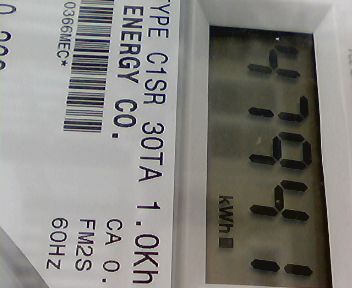 47941
kWh
TYPE C1SR 30TA 1.0Kh
ENERGY CO.
CA 0.
FM2S
60HZ
0366MEC*